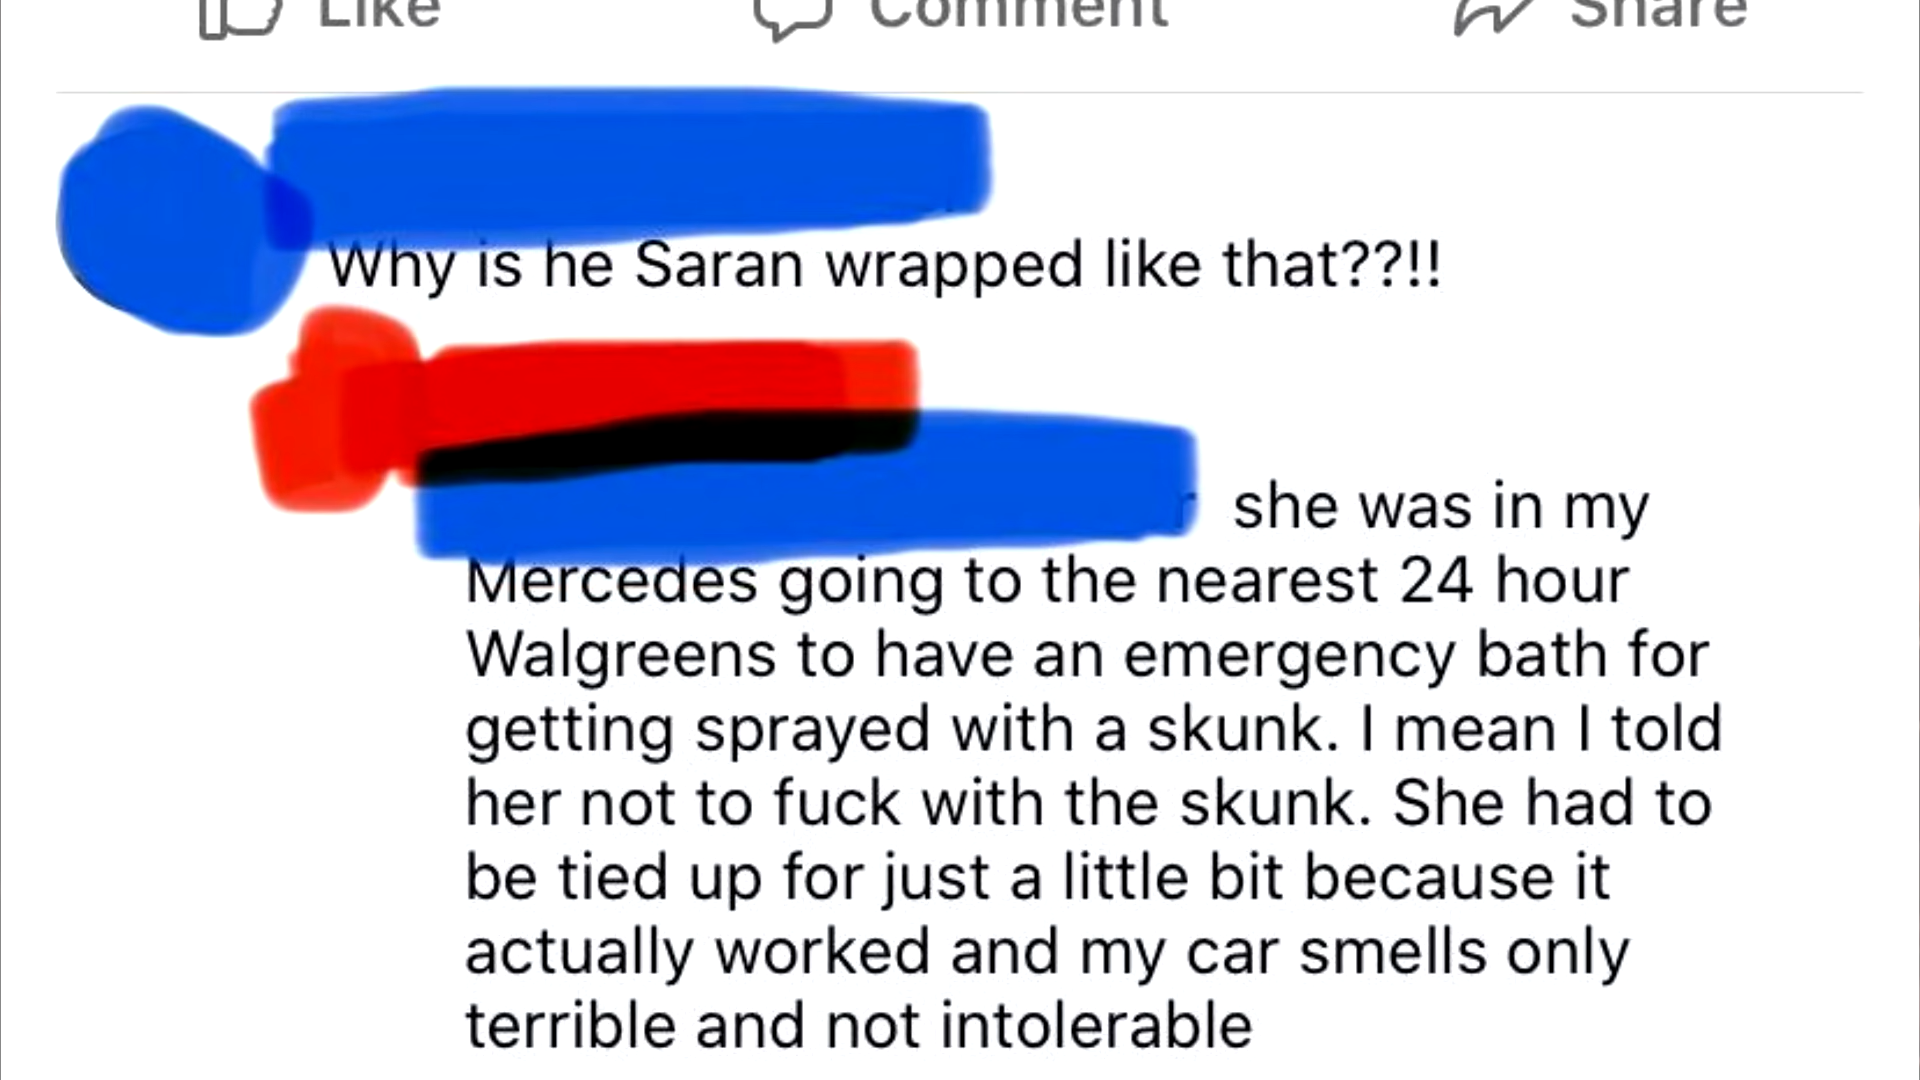 Like Comment Share
Why is he Saran wrapped like that??!!
she was in my
Mercedes going to the nearest 24 hour
Walgreens to have an emergency bath for
getting sprayed with a skunk. I mean I told
her not to fuck with the skunk. She had to
be tied up for just a little bit because it
actually worked and my car smells only
terrible and not intolerable